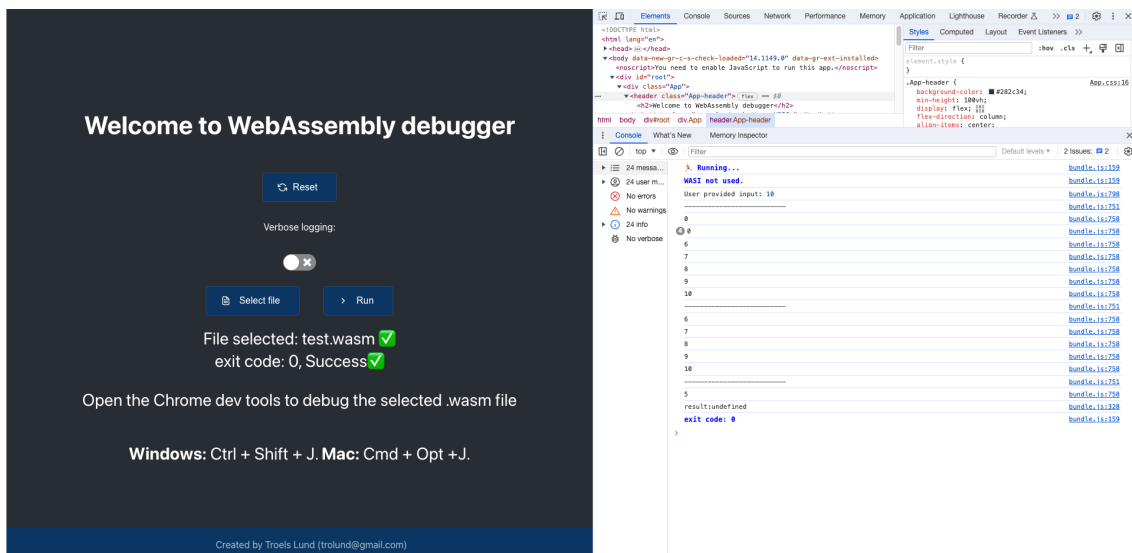 Welcome to WebAssembly debugger
Reset
Verbose logging:
Select file
Run
File selected: test.wasm ✅
exit code: 0, Success✅
Open the Chrome dev tools to debug the selected .wasm file
Windows: Ctrl + Shift + J. Mac: Cmd + Opt +J.
Created by Troels Lund (trolund@gmail.com)
Elements Console Sources Network Performance Memory Application Lighthouse Recorder >> 2
<!DOCTYPE html>
<html lang="en">
<head> … </head>
<body data-new-gr-c-s-check-loaded="14.1149.0" data-gr-ext-installed>
<noscript>You need to enable JavaScript to run this app.</noscript>
<div id="root">
<div class="App">
… <header class="App-header"> flex == $0
<h2>Welcome to WebAssembly debugger</h2>
html body div#root div.App header.App-header
Styles Computed Layout Event Listeners >>
Filter :hov .cls
element.style {
}
.App-header { App.css:16
background-color: #282c34;
min-height: 100vh;
display: flex;
flex-direction: column;
align-items: center;
Console What's New Memory Inspector
top Filter Default levels 2 Issues: 2
24 messa...
24 user m...
No errors
No warnings
24 info
No verbose
🏃 Running... bundle.js:159
WASI not used. bundle.js:159
User provided input: 10 bundle.js:798
-------------------------- bundle.js:751
0 bundle.js:758
4 0 bundle.js:758
6 bundle.js:758
7 bundle.js:758
8 bundle.js:758
9 bundle.js:758
10 bundle.js:758
-------------------------- bundle.js:751
6 bundle.js:758
7 bundle.js:758
8 bundle.js:758
9 bundle.js:758
10 bundle.js:758
-------------------------- bundle.js:751
5 bundle.js:758
result:undefined bundle.js:328
exit code: 0 bundle.js:159
>